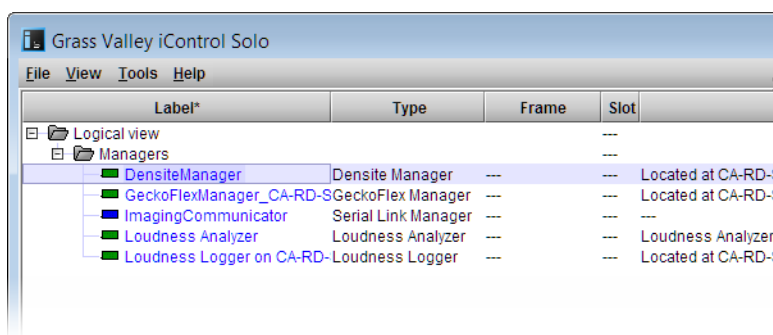 Grass Valley iControl Solo
File View Tools Help
Label* Type Frame Slot
Logical view ---
Managers ---
DensiteManager Densite Manager --- --- Located at CA-RD-
GeckoFlexManager_CA-RD-S GeckoFlex Manager --- --- Located at CA-RD-
ImagingCommunicator Serial Link Manager --- --- ---
Loudness Analyzer Loudness Analyzer --- --- Loudness Analyzer
Loudness Logger on CA-RD- Loudness Logger --- --- Located at CA-RD-